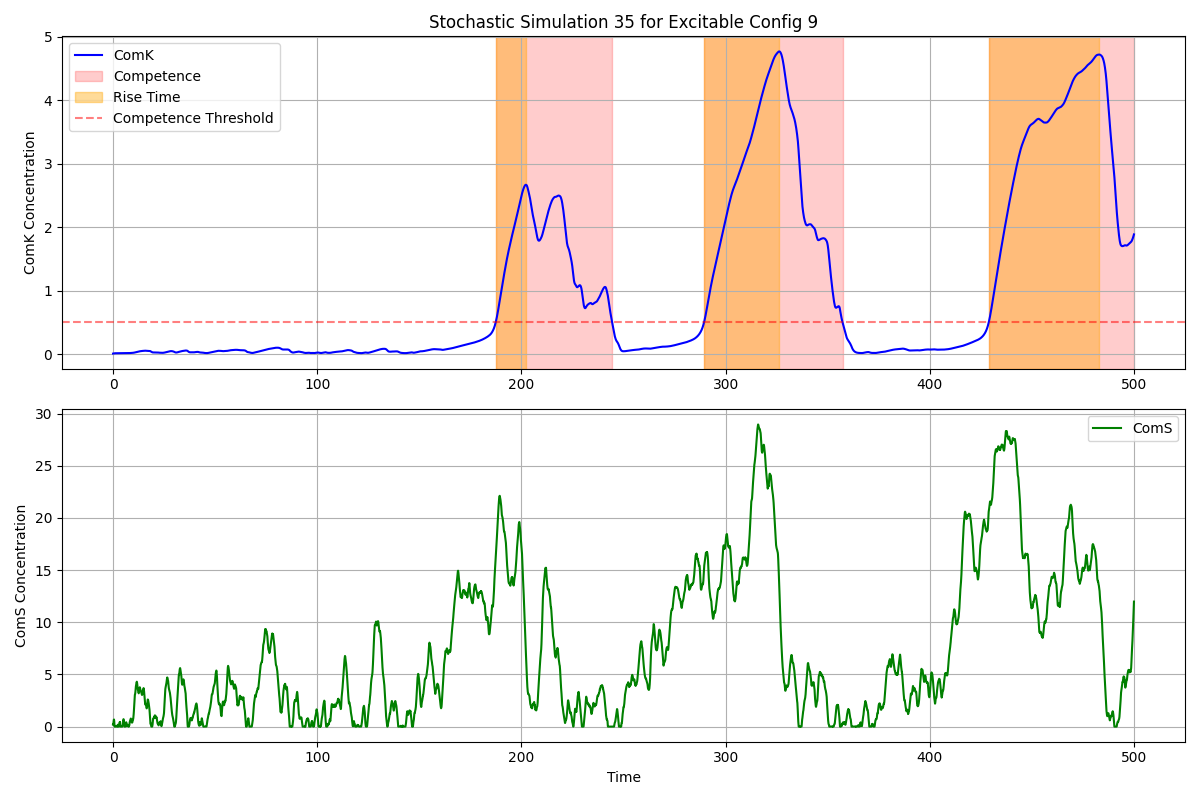 Stochastic Simulation 35 for Excitable Config 9
ComK Concentration
5
4
3
2
1
0
ComK
Competence
Rise Time
Competence Threshold
0 100 200 300 400 500
ComS Concentration
30
25
20
15
10
5
0
ComS
0 100 200 300 400 500
Time